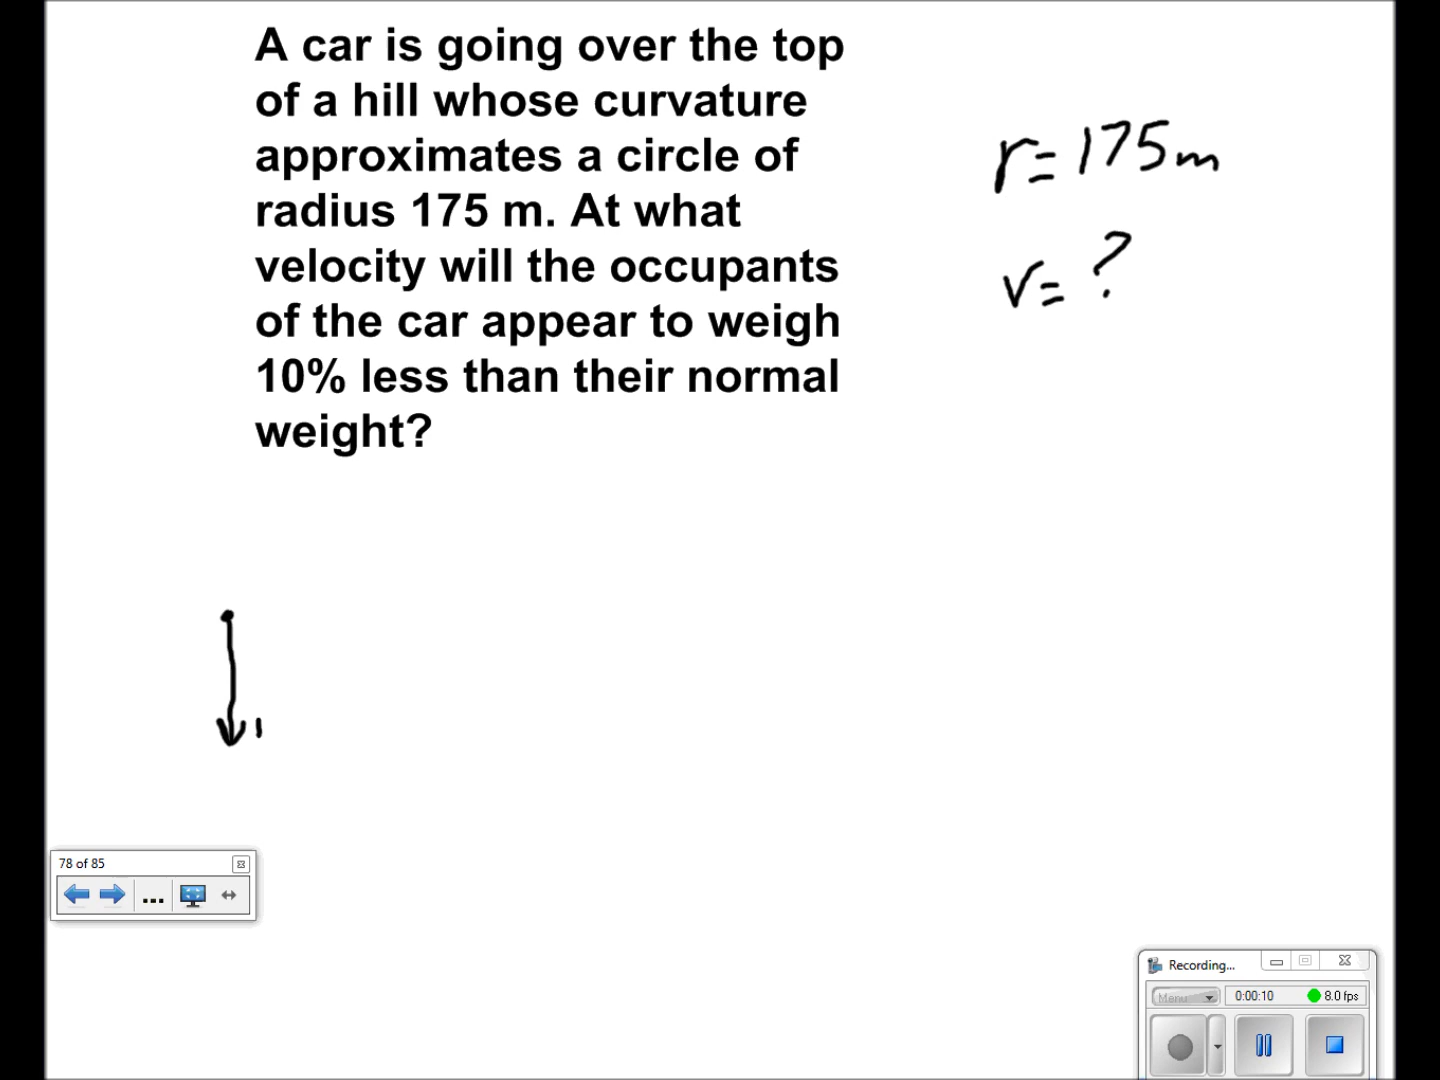 A car is going over the top
of a hill whose curvature
approximates a circle of
radius 175 m. At what
velocity will the occupants
of the car appear to weigh
10% less than their normal
weight?
r = 175 m
v = ?
78 of 85
...
Recording...
Menu
0:00:10
8.0 fps